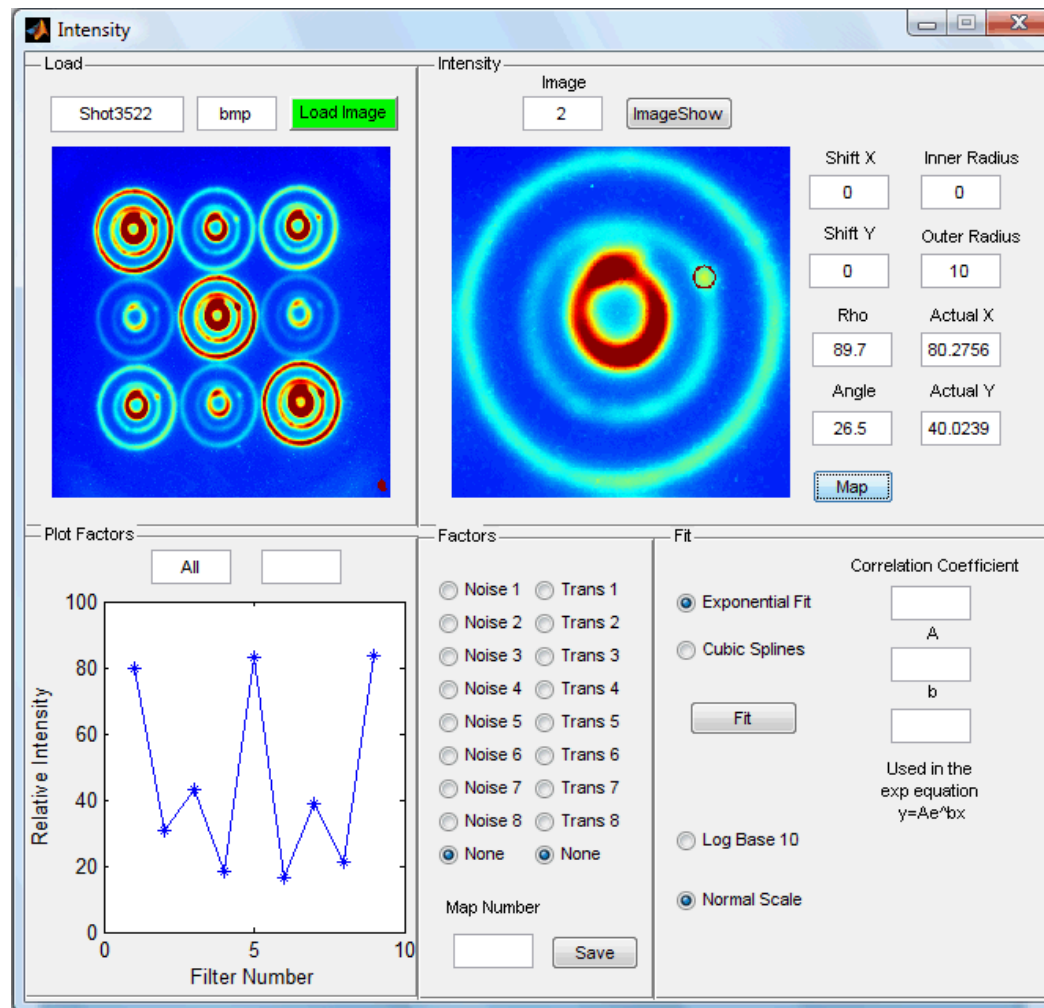 Intensity
Load
Shot3522 bmp Load Image
Intensity
Image
2 ImageShow
Shift X Inner Radius
0 0
Shift Y Outer Radius
0 10
Rho Actual X
89.7 80.2756
Angle Actual Y
26.5 40.0239
Map
Plot Factors
All
100
80
60
40
20
0
0 5 10
Relative Intensity
Filter Number
Factors
Noise 1 Trans 1
Noise 2 Trans 2
Noise 3 Trans 3
Noise 4 Trans 4
Noise 5 Trans 5
Noise 6 Trans 6
Noise 7 Trans 7
Noise 8 Trans 8
None None
Map Number
Save
Fit
Correlation Coefficient
Exponential Fit
A
Cubic Splines
b
Fit
Used in the
exp equation
y=Ae^bx
Log Base 10
Normal Scale